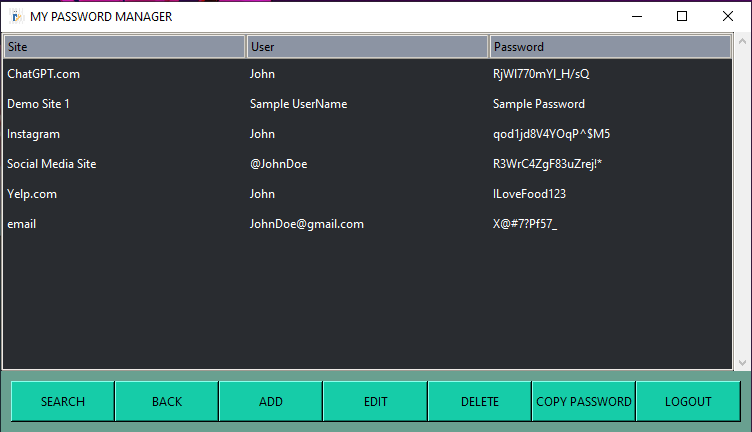 MY PASSWORD MANAGER
Site User Password
ChatGPT.com John RjWI770mYI_H/sQ
Demo Site 1 Sample UserName Sample Password
Instagram John qod1jd8V4YOqP^$M5
Social Media Site @JohnDoe R3WrC4ZgF83uZrej!*
Yelp.com John ILoveFood123
email JohnDoe@gmail.com X@#7?Pf57_
SEARCH BACK ADD EDIT DELETE COPY PASSWORD LOGOUT